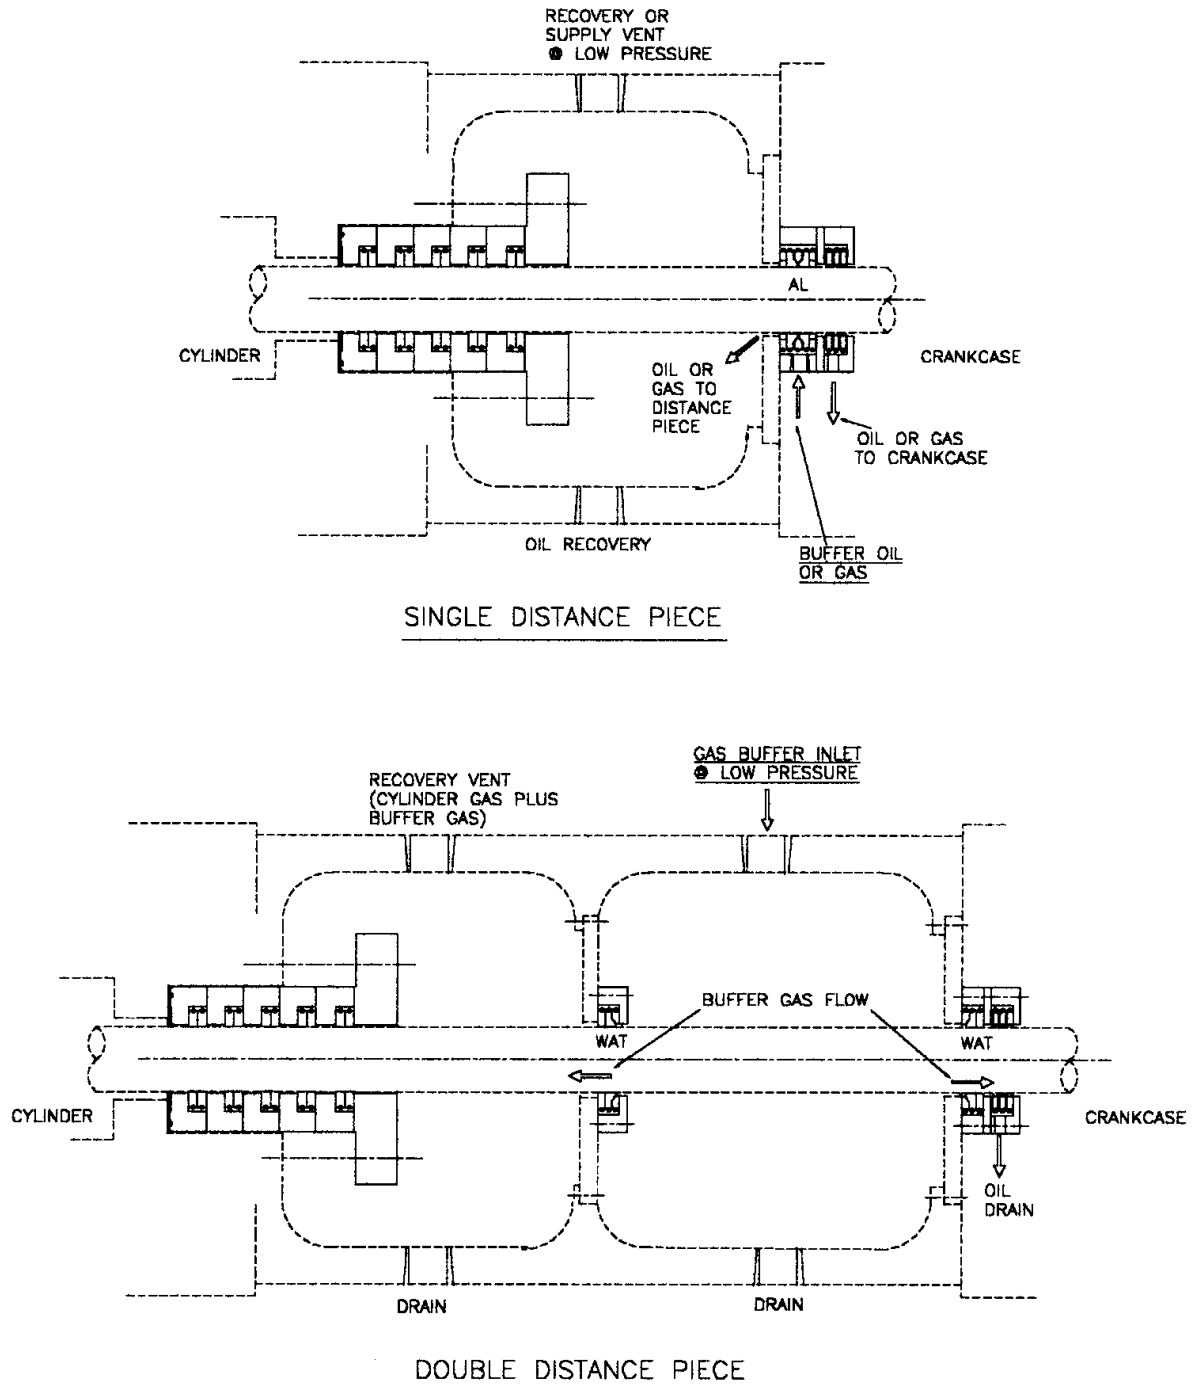 RECOVERY OR
SUPPLY VENT
@ LOW PRESSURE
AL
CYLINDER
CRANKCASE
OIL OR
GAS TO
DISTANCE
PIECE
OIL OR GAS
TO CRANKCASE
OIL RECOVERY
BUFFER OIL
OR GAS
SINGLE DISTANCE PIECE
GAS BUFFER INLET
@ LOW PRESSURE
RECOVERY VENT
(CYLINDER GAS PLUS
BUFFER GAS)
BUFFER GAS FLOW
WAT
WAT
CYLINDER
CRANKCASE
OIL
DRAIN
DRAIN
DRAIN
DOUBLE DISTANCE PIECE